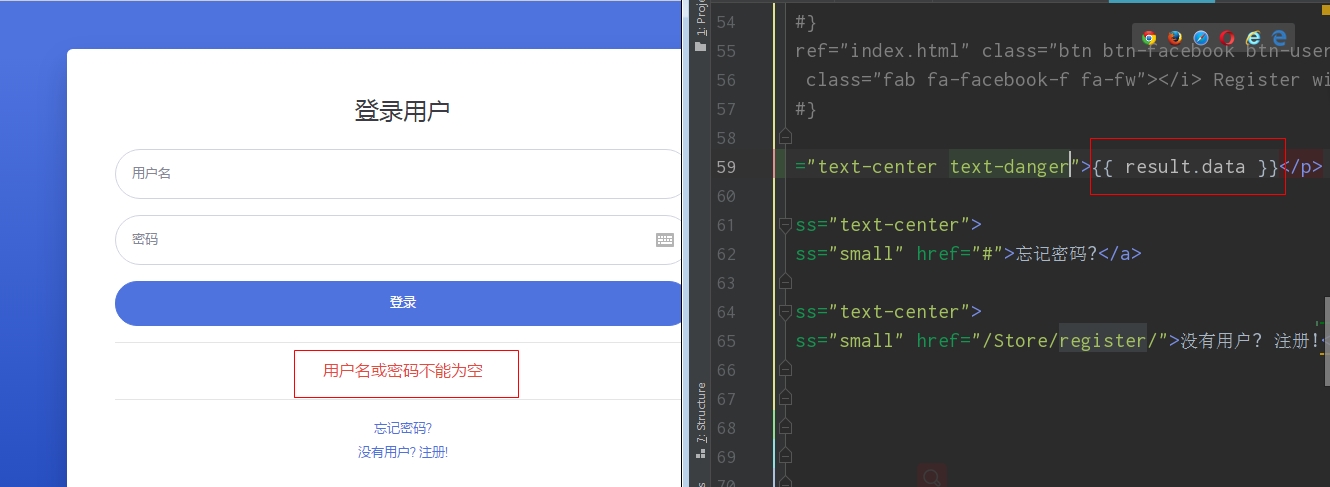 登录用户
用户名
密码
登录
用户名或密码不能为空
忘记密码?
没有用户? 注册!
1: Proje
7: Structure
54 #}
55 ref="index.html" class="btn btn-facebook btn-user
56 class="fab fa-facebook-f fa-fw"></i> Register wi
57 #}
58
59 ="text-center text-danger">{{ result.data }}</p>
60
61 ss="text-center">
62 ss="small" href="#">忘记密码?</a>
63
64 ss="text-center">
65 ss="small" href="/Store/register/">没有用户? 注册!<
66
67
68
69
70